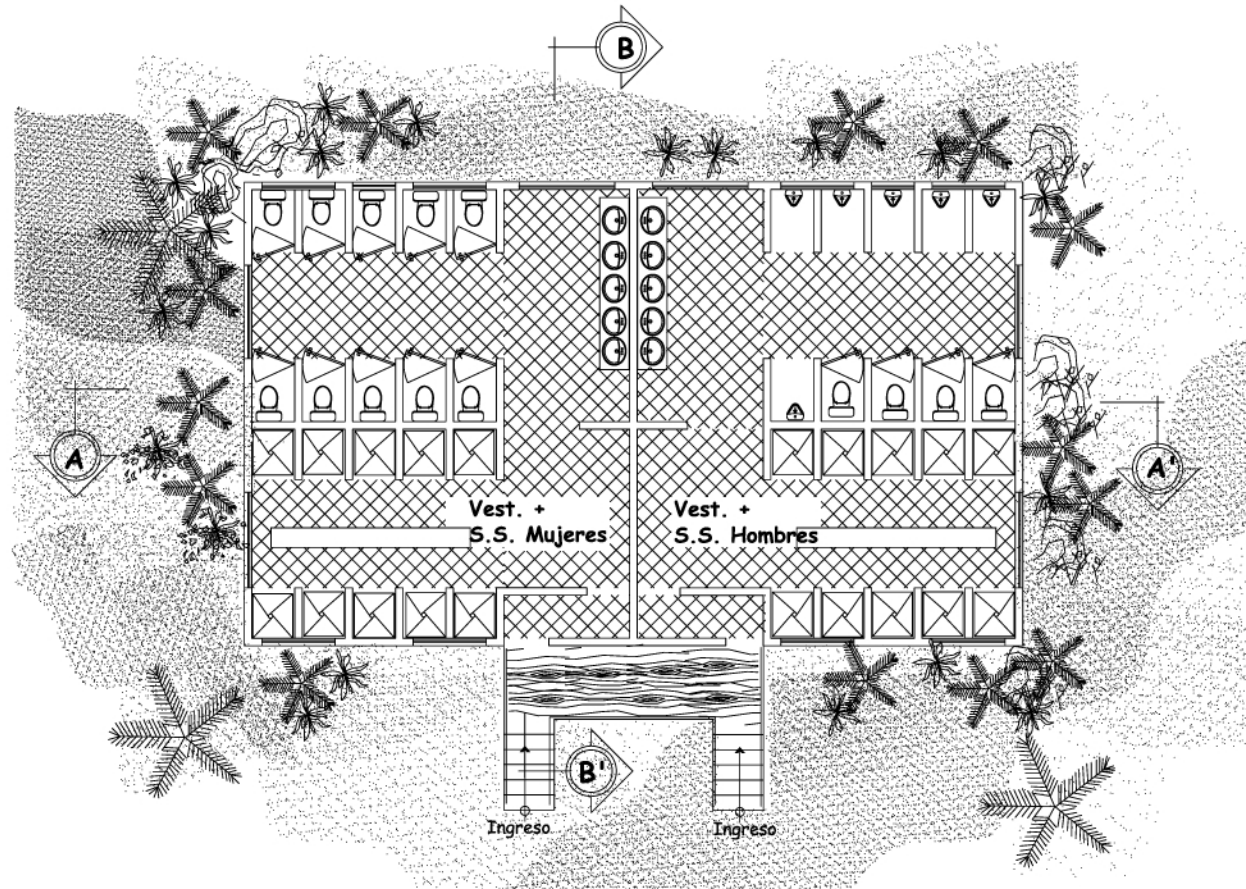 B
A
A'
Vest. +
S.S. Mujeres
Vest. +
S.S. Hombres
B'
Ingreso
Ingreso